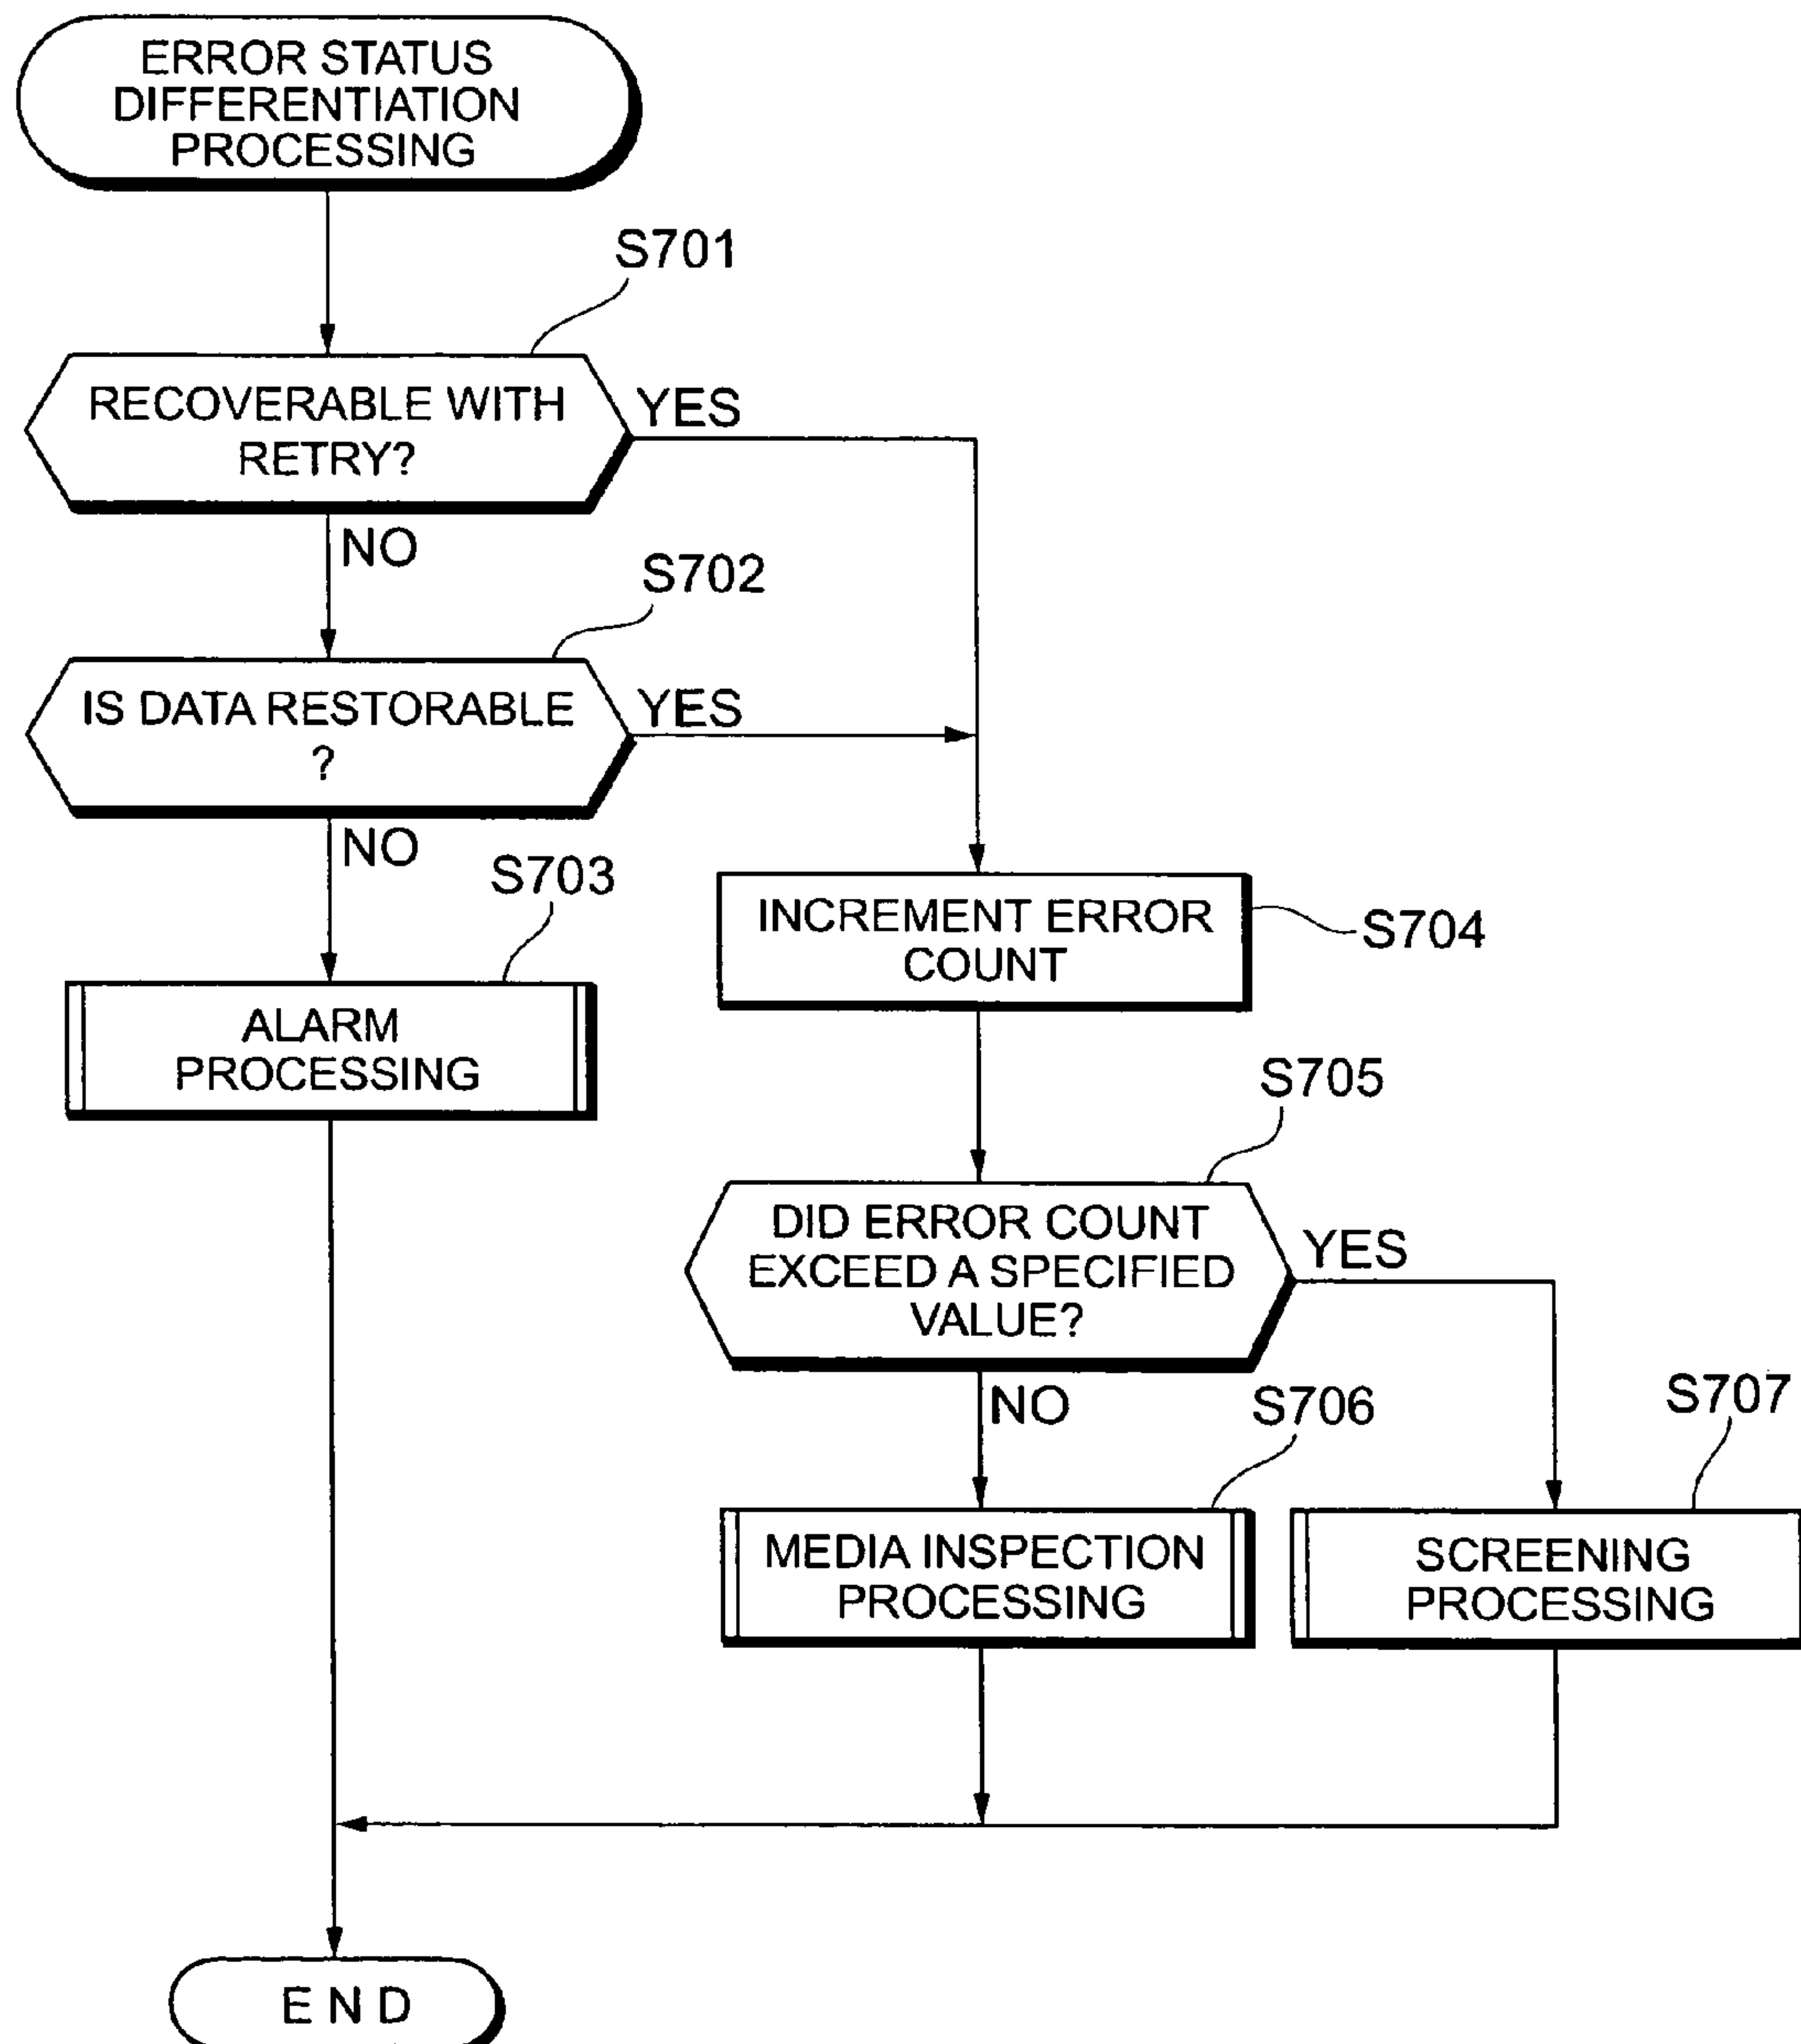 ERROR STATUS
DIFFERENTIATION
PROCESSING
S701
RECOVERABLE WITH
RETRY?
YES
NO
S702
IS DATA RESTORABLE
?
YES
NO
S703
ALARM
PROCESSING
INCREMENT ERROR
COUNT
S704
S705
DID ERROR COUNT
EXCEED A SPECIFIED
VALUE?
YES
NO
S706
MEDIA INSPECTION
PROCESSING
S707
SCREENING
PROCESSING
END